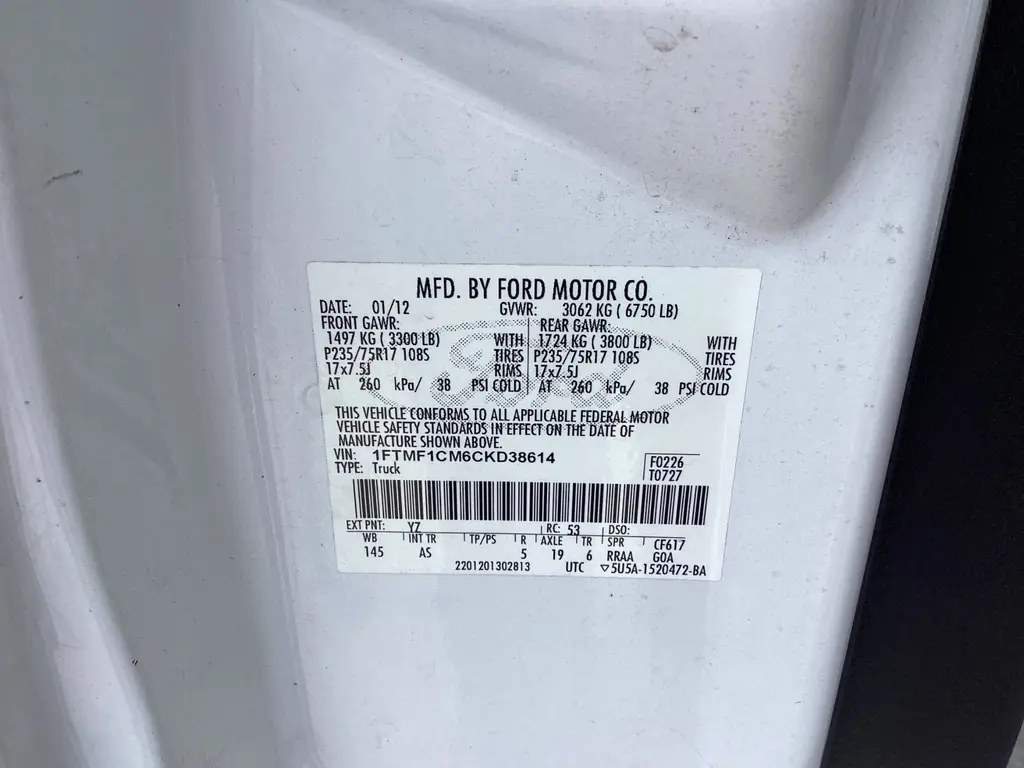 MFD. BY FORD MOTOR CO.
DATE: 01/12 GVWR: 3062 KG ( 6750 LB)
FRONT GAWR: REAR GAWR:
1497 KG ( 3300 LB) WITH 1724 KG ( 3800 LB) WITH
P235/75R17 108S TIRES P235/75R17 108S TIRES
17x7.5J RIMS 17x7.5J RIMS
AT 260 kPa/ 38 PSI COLD AT 260 kPa/ 38 PSI COLD
Ford
THIS VEHICLE CONFORMS TO ALL APPLICABLE FEDERAL MOTOR
VEHICLE SAFETY STANDARDS IN EFFECT ON THE DATE OF
MANUFACTURE SHOWN ABOVE.
VIN: 1FTMF1CM6CKD38614 F0226
TYPE: Truck T0727
EXT PNT: YZ RC: 53 DSO:
WB INT TR TP/PS R AXLE TR SPR CF617
145 AS 5 19 6 RRAA GOA
2201201302813 UTC ▽5U5A-1520472-BA